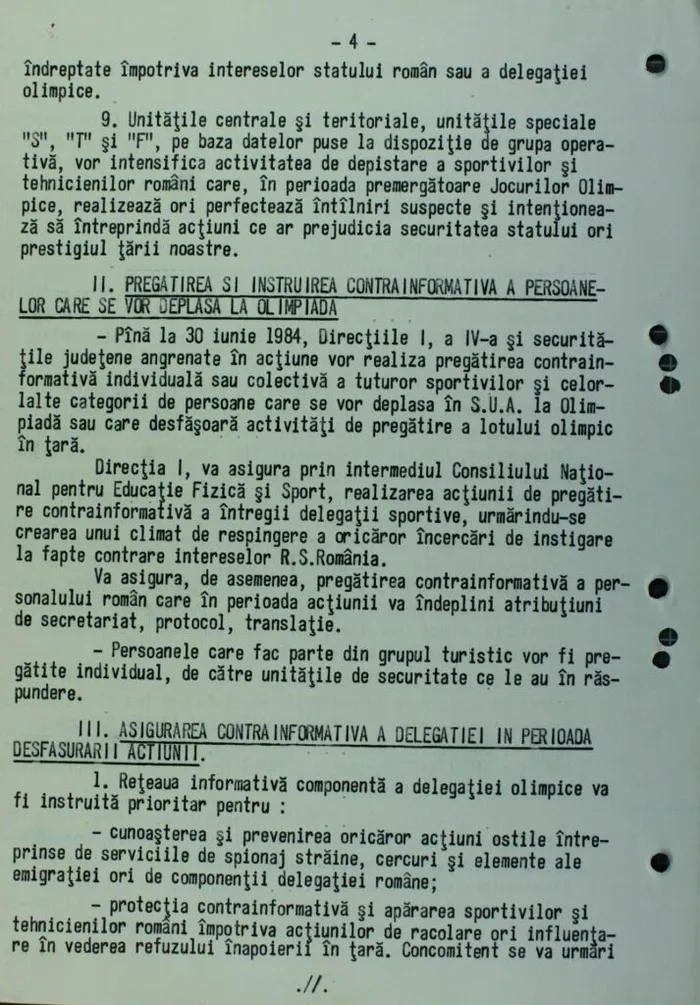 - 4 -
îndreptate împotriva intereselor statului român sau a delegaţiei
olimpice.
9. Unităţile centrale şi teritoriale, unităţile speciale
"S", "T" şi "F", pe baza datelor puse la dispoziţie de grupa opera-
tivă, vor intensifica activitatea de depistare a sportivilor şi
tehnicienilor români care, în perioada premergătoare Jocurilor Olim-
pice, realizează ori perfectează întîlniri suspecte şi intenţionea-
ză să întreprindă acţiuni ce ar prejudicia securitatea statului ori
prestigiul ţării noastre.
II. PREGATIREA SI INSTRUIREA CONTRAINFORMATIVA A PERSOANE-
LOR CARE SE VOR DEPLASA LA OLIMPIADA
- Pînă la 30 iunie 1984, Direcţiile I, a IV-a şi securită-
ţile judeţene angrenate în acţiune vor realiza pregătirea contrain-
formativă individuală sau colectivă a tuturor sportivilor şi celor-
lalte categorii de persoane care se vor deplasa în S.U.A. la Olim-
piadă sau care desfăşoară activităţi de pregătire a lotului olimpic
în ţară.
Direcţia I, va asigura prin intermediul Consiliului Naţio-
nal pentru Educaţie Fizică şi Sport, realizarea acţiunii de pregăti-
re contrainformativă a întregii delegaţii sportive, urmărindu-se
crearea unui climat de respingere a oricăror încercări de instigare
la fapte contrare intereselor R.S.România.
Va asigura, de asemenea, pregătirea contrainformativă a per-
sonalului român care în perioada acţiunii va îndeplini atribuţiuni
de secretariat, protocol, translaţie.
- Persoanele care fac parte din grupul turistic vor fi pre-
gătite individual, de către unităţile de securitate ce le au în răs-
pundere.
III. ASIGURAREA CONTRAINFORMATIVA A DELEGATIEI IN PERIOADA
DESFASURARII ACTIUNII.
1. Reţeaua informativă componentă a delegaţiei olimpice va
fi instruită prioritar pentru :
- cunoaşterea şi prevenirea oricăror acţiuni ostile între-
prinse de serviciile de spionaj străine, cercuri şi elemente ale
emigraţiei ori de componenţii delegaţiei române;
- protecţia contrainformativă şi apărarea sportivilor şi
tehnicienilor români împotriva acţiunilor de racolare ori influenţa-
re în vederea refuzului înapoierii în ţară. Concomitent se va urmări
.//.